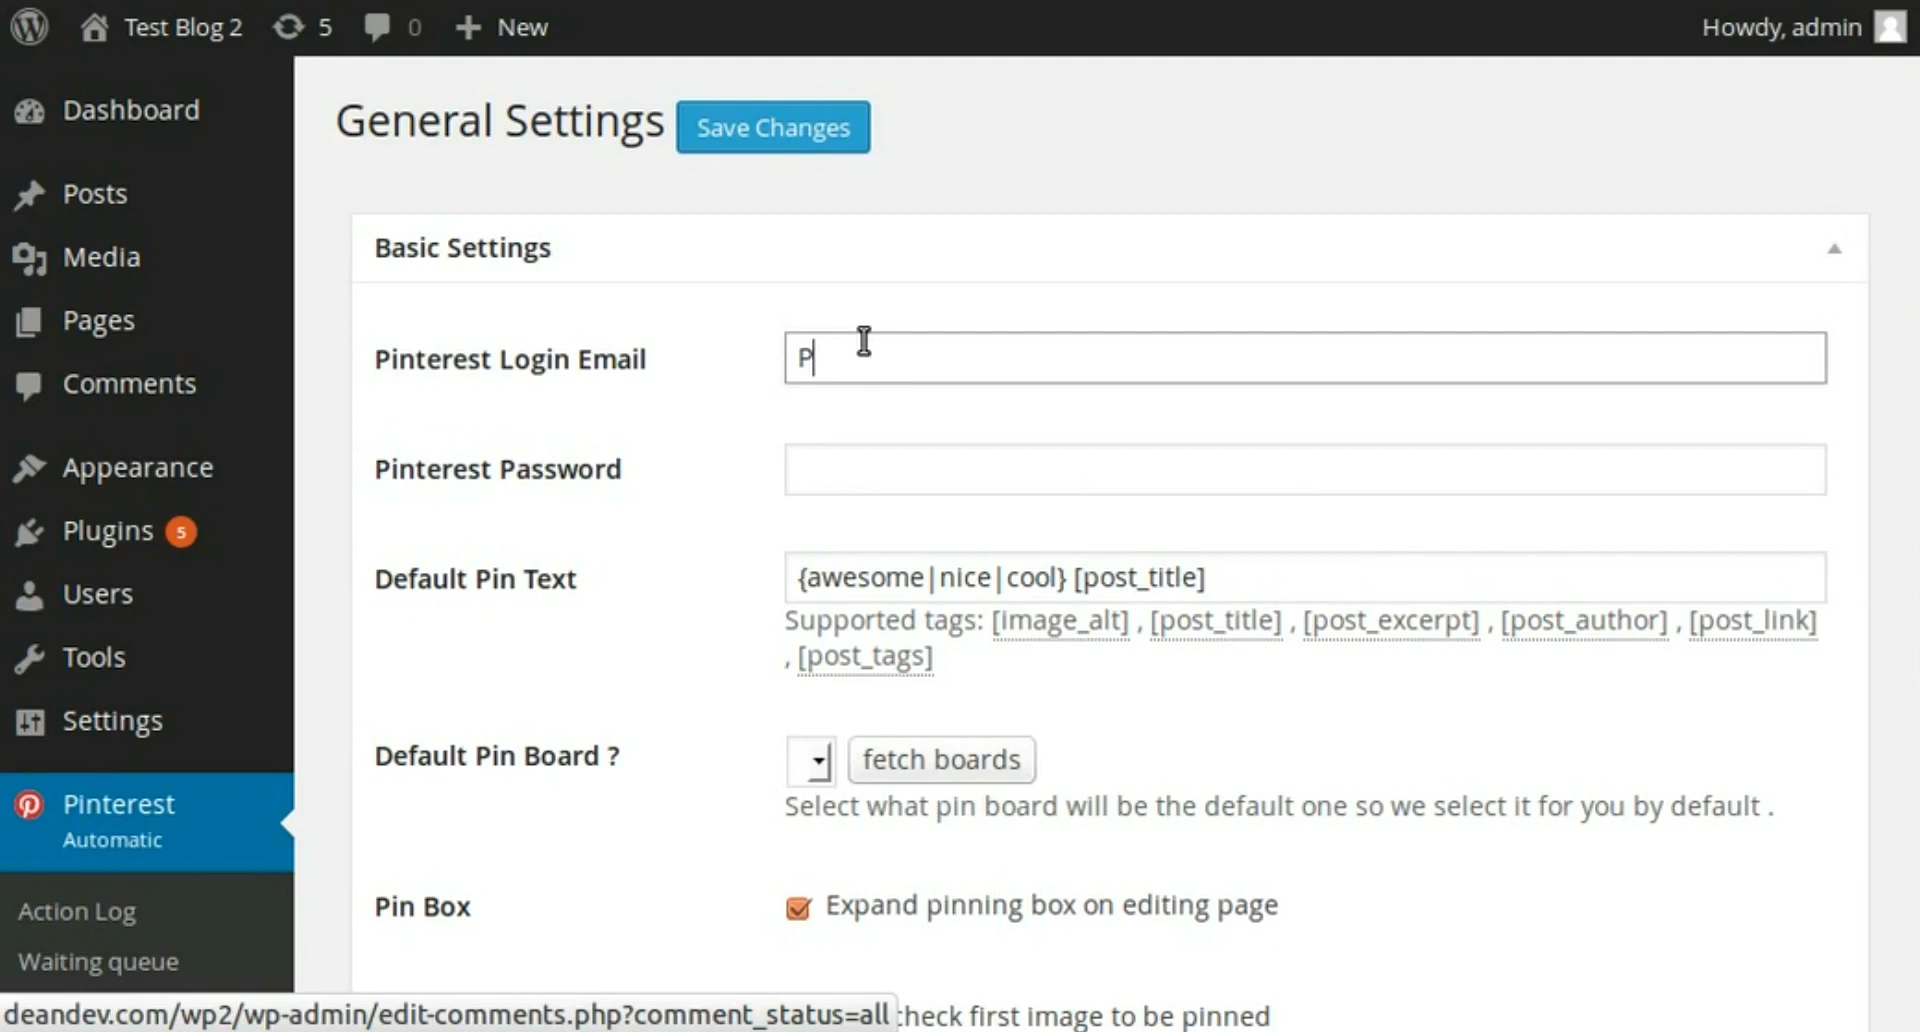 Test Blog 2 5 0 + New Howdy, admin
Dashboard
Posts
Media
Pages
Comments
Appearance
Plugins 5
Users
Tools
Settings
Pinterest
Automatic
Action Log
Waiting queue
General Settings Save Changes
Basic Settings
Pinterest Login Email P
Pinterest Password
Default Pin Text {awesome|nice|cool} [post_title]
Supported tags: [image_alt] , [post_title] , [post_excerpt] , [post_author] , [post_link]
, [post_tags]
Default Pin Board ? fetch boards
Select what pin board will be the default one so we select it for you by default .
Pin Box Expand pinning box on editing page
check first image to be pinned
deandev.com/wp2/wp-admin/edit-comments.php?comment_status=all